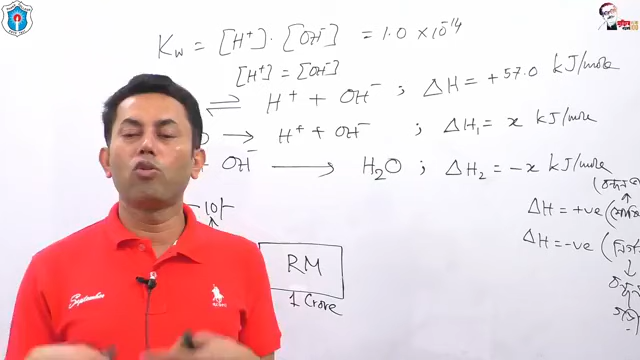 Kw = [H⁺] · [OH⁻] = 1.0 × 10⁻¹⁴
[H⁺] = [OH⁻]
⇌ H⁺ + OH⁻ ; ΔH = +57.0 kJ/mole
→ H⁺ + OH⁻ ΔH₁ = x kJ/mole
OH⁻ → H₂O ; ΔH₂ = -x kJ/mole
ΔH = +ve (
ΔH = -ve (
RM
1 Crore
September